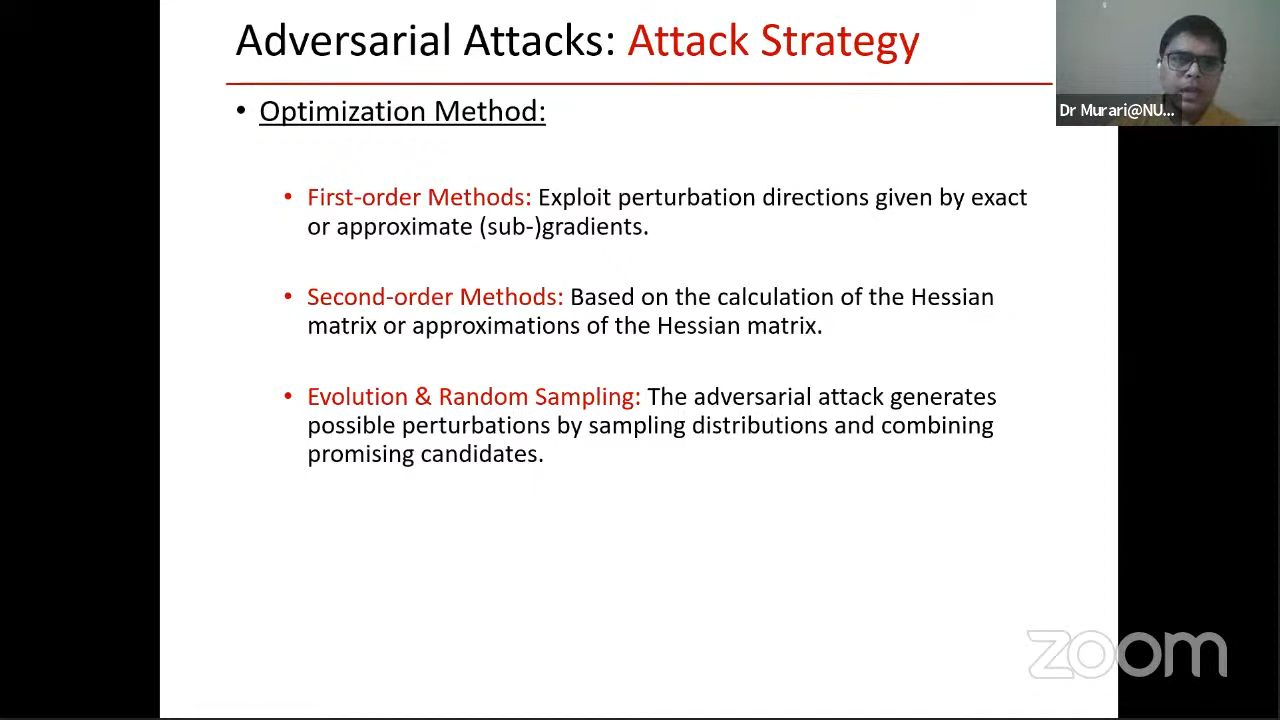 Adversarial Attacks: Attack Strategy
Dr Murari@NU...
• Optimization Method:
• First-order Methods: Exploit perturbation directions given by exact
or approximate (sub-)gradients.
• Second-order Methods: Based on the calculation of the Hessian
matrix or approximations of the Hessian matrix.
• Evolution & Random Sampling: The adversarial attack generates
possible perturbations by sampling distributions and combining
promising candidates.
zoom